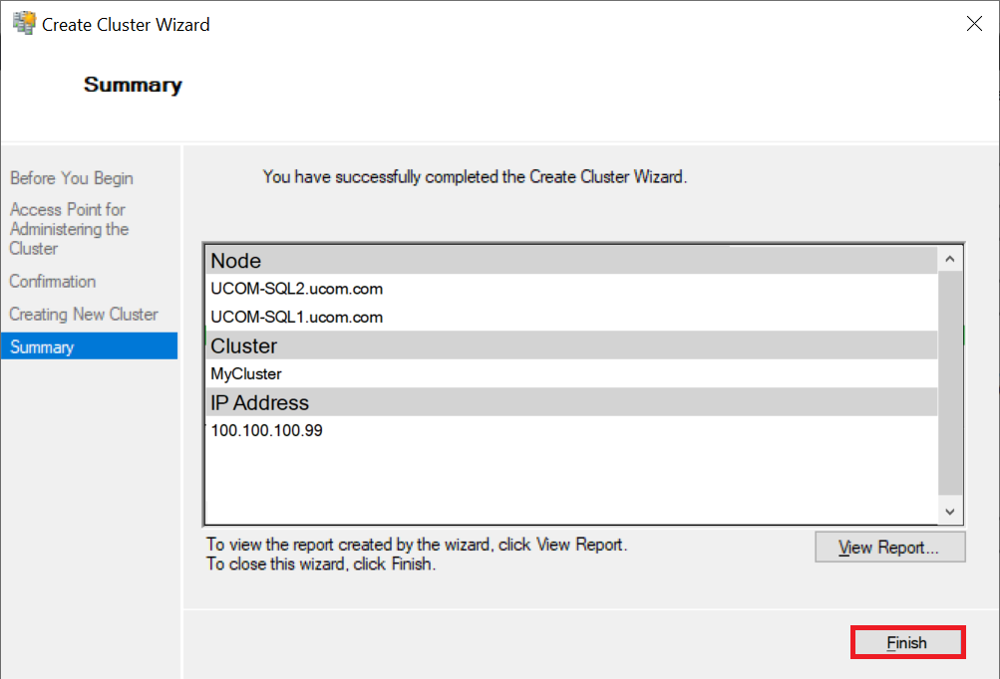 Create Cluster Wizard
Summary
Before You Begin
Access Point for
Administering the
Cluster
Confirmation
Creating New Cluster
Summary
You have successfully completed the Create Cluster Wizard.
Node
UCOM-SQL2.ucom.com
UCOM-SQL1.ucom.com
Cluster
MyCluster
IP Address
100.100.100.99
To view the report created by the wizard, click View Report.
To close this wizard, click Finish.
View Report...
Finish